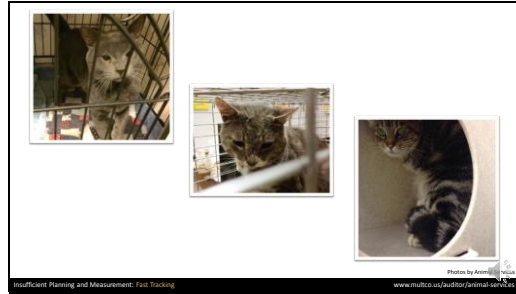 Photos by Animal Services
Insufficient Planning and Measurement: Fast Tracking
www.multco.us/auditor/animal-services